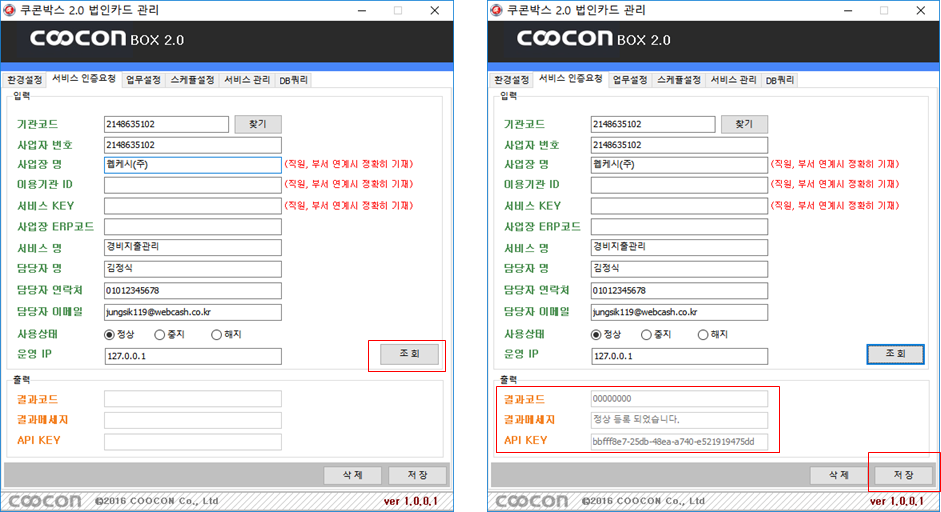 쿠콘박스 2.0 법인카드 관리
COOCON BOX 2.0
환경설정 서비스 인증요청 업무설정 스케쥴설정 서비스 관리 DB쿼리
입력
기관코드 2148635102 찾기
사업자 번호 2148635102
사업장 명 웹케시(주) (직원, 부서 연계시 정확히 기재)
이용기관 ID (직원, 부서 연계시 정확히 기재)
서비스 KEY (직원, 부서 연계시 정확히 기재)
사업장 ERP코드
서비스 명 경비지출관리
담당자 명 김정식
담당자 연락처 01012345678
담당자 이메일 jungsik119@webcash.co.kr
사용상태 정상 중지 해지
운영 IP 127.0.0.1 조회
출력
결과코드
결과메세지
API KEY
삭제 저장
COOCON ©2016 COOCON Co., Ltd ver 1.0.0.1
쿠콘박스 2.0 법인카드 관리
COOCON BOX 2.0
환경설정 서비스 인증요청 업무설정 스케쥴설정 서비스 관리 DB쿼리
입력
기관코드 2148635102 찾기
사업자 번호 2148635102
사업장 명 웹케시(주) (직원, 부서 연계시 정확히 기재)
이용기관 ID (직원, 부서 연계시 정확히 기재)
서비스 KEY (직원, 부서 연계시 정확히 기재)
사업장 ERP코드
서비스 명 경비지출관리
담당자 명 김정식
담당자 연락처 01012345678
담당자 이메일 jungsik119@webcash.co.kr
사용상태 정상 중지 해지
운영 IP 127.0.0.1 조회
출력
결과코드 00000000
결과메세지 정상 등록 되었습니다.
API KEY bbfff8e7-25db-48ea-a740-e521919475dd
삭제 저장
COOCON ©2016 COOCON Co., Ltd ver 1.0.0.1